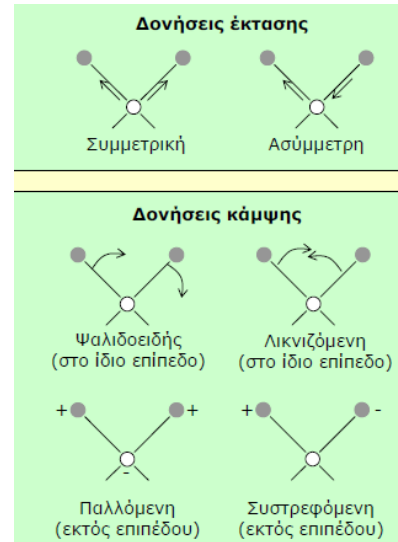 Δονήσεις έκτασης
Συμμετρική Ασύμμετρη
Δονήσεις κάμψης
Ψαλιδοειδής Λικνιζόμενη
(στο ίδιο επίπεδο) (στο ίδιο επίπεδο)
+ + + -
-
Παλλόμενη Συστρεφόμενη
(εκτός επιπέδου) (εκτός επιπέδου)